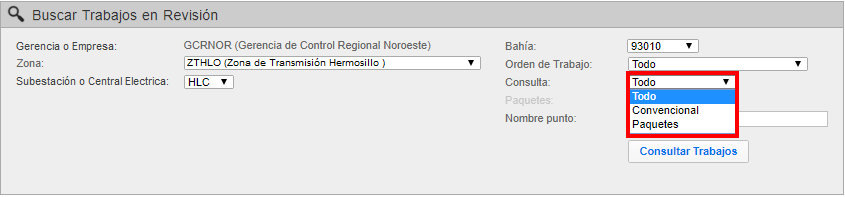 Buscar Trabajos en Revisión
Gerencia o Empresa: GCRNOR (Gerencia de Control Regional Noroeste)
Zona: ZTHLO (Zona de Transmisión Hermosillo )
Subestación o Central Electrica: HLC
Bahía: 93010
Orden de Trabajo: Todo
Consulta: Todo
Todo
Convencional
Paquetes
Paquetes:
Nombre punto:
Consultar Trabajos